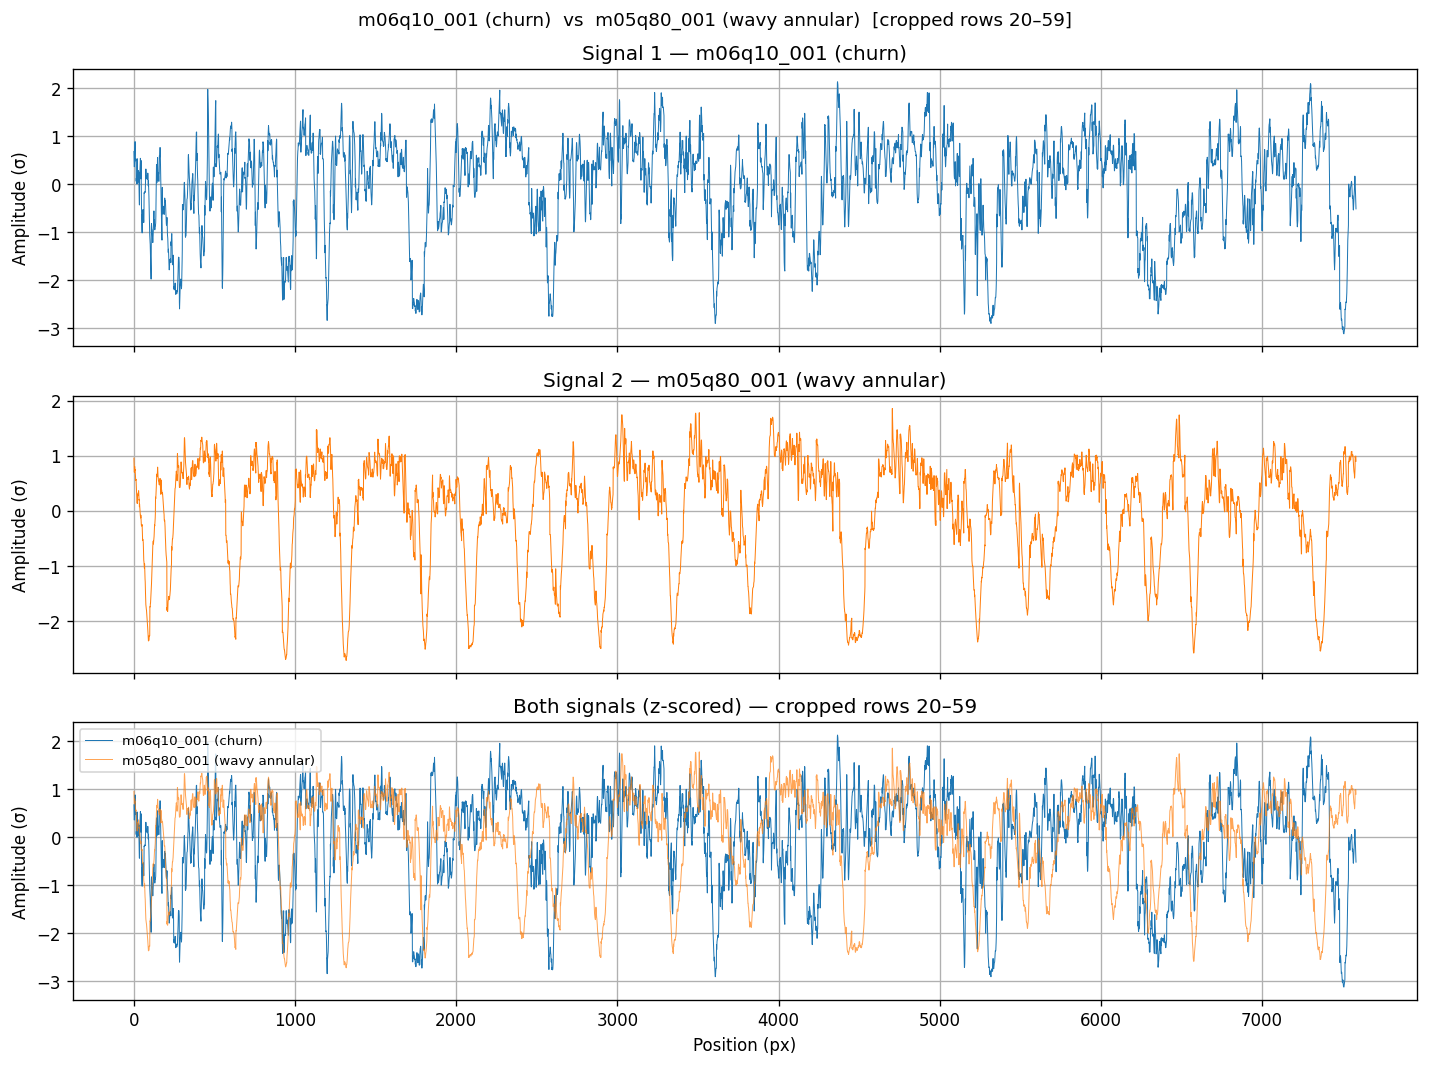 m06q10_001 (churn)  vs  m05q80_001 (wavy annular)  [cropped rows 20–59]
Signal 1 — m06q10_001 (churn)
Amplitude (σ)
2
1
0
−1
−2
−3
Signal 2 — m05q80_001 (wavy annular)
Amplitude (σ)
2
1
0
−1
−2
Both signals (z-scored) — cropped rows 20–59
m06q10_001 (churn)
m05q80_001 (wavy annular)
Amplitude (σ)
2
1
0
−1
−2
−3
0 1000 2000 3000 4000 5000 6000 7000
Position (px)